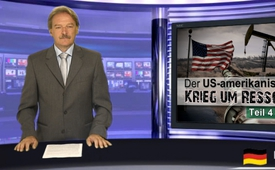 Der US-amerikanis
KRIEG UM RESSO
Teil 4